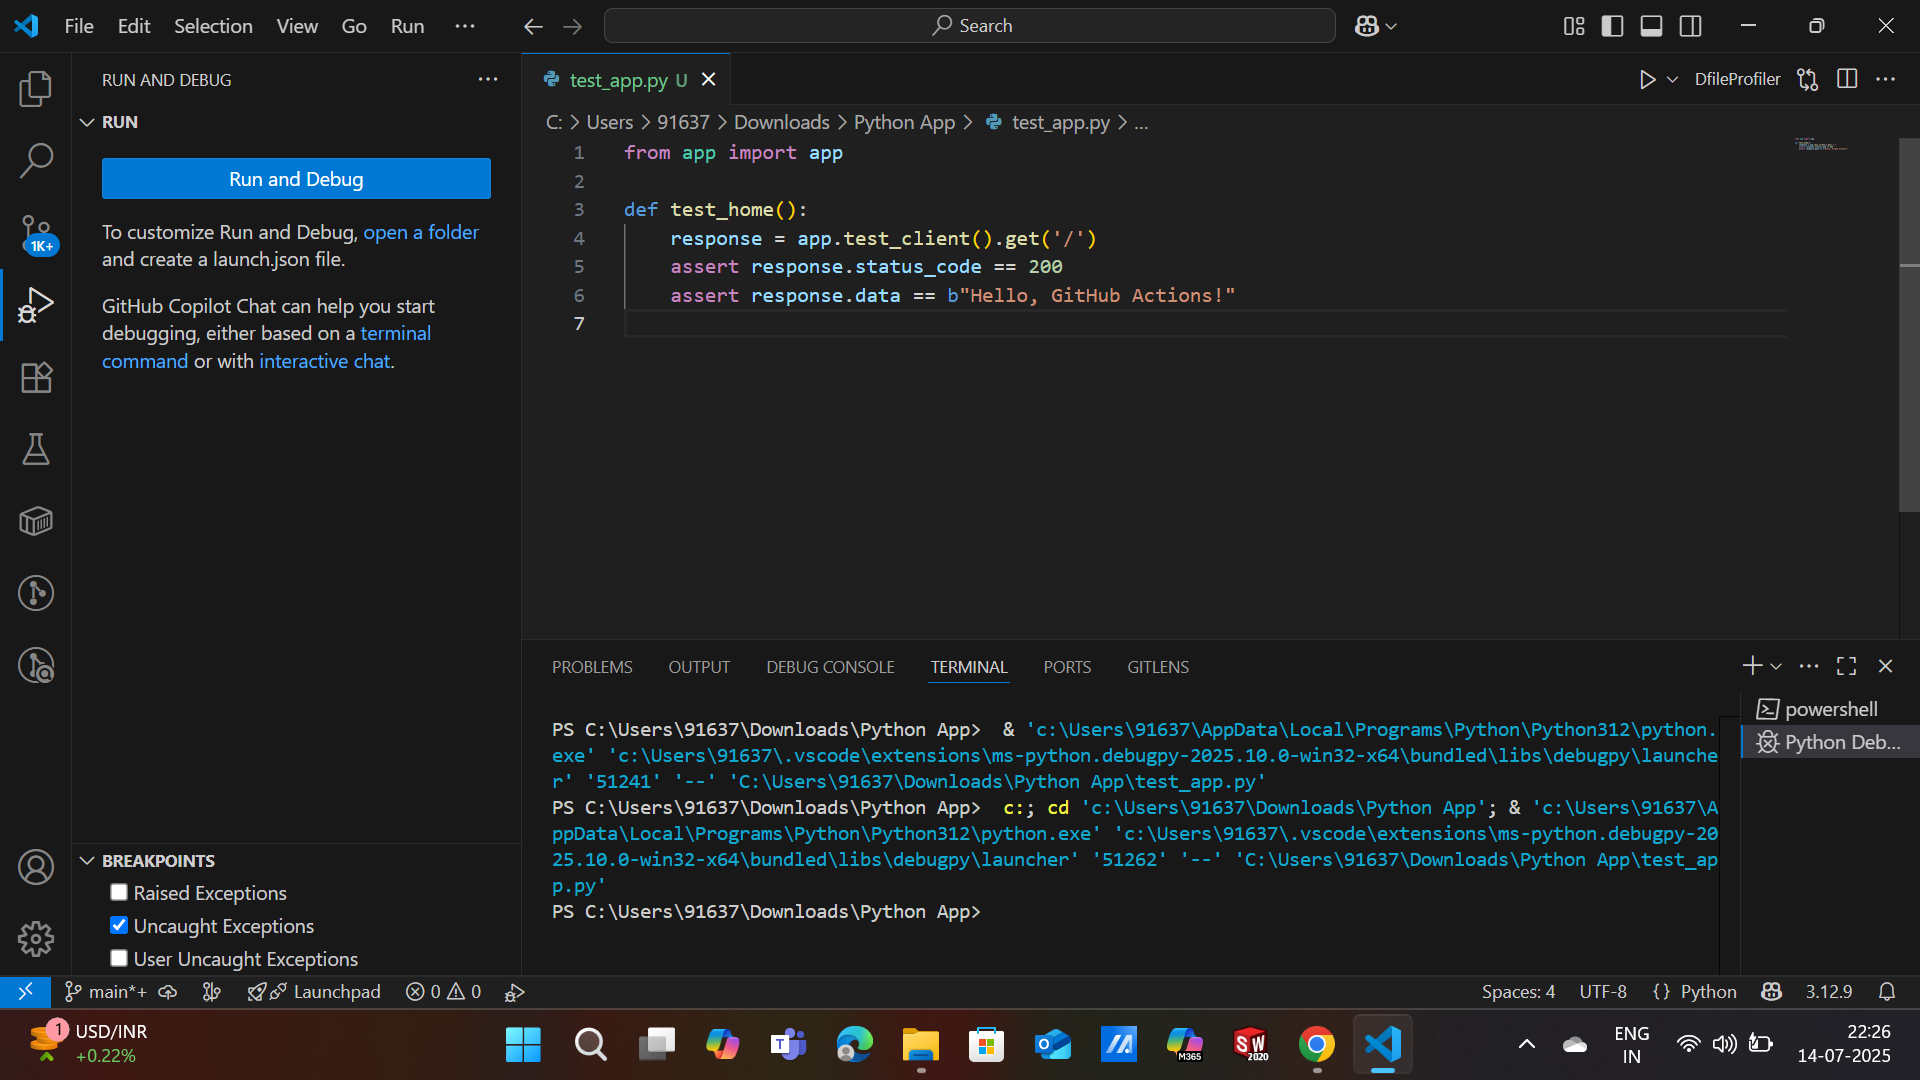 File Edit Selection View Go Run ··· Search
RUN AND DEBUG ···
RUN
Run and Debug
To customize Run and Debug, open a folder
and create a launch.json file.
GitHub Copilot Chat can help you start
debugging, either based on a terminal
command or with interactive chat.
1K+
BREAKPOINTS
Raised Exceptions
Uncaught Exceptions
User Uncaught Exceptions
test_app.py U
DfileProfiler
C: > Users > 91637 > Downloads > Python App > test_app.py > ...
1 from app import app
2
3 def test_home():
4 response = app.test_client().get('/')
5 assert response.status_code == 200
6 assert response.data == b"Hello, GitHub Actions!"
7
PROBLEMS OUTPUT DEBUG CONSOLE TERMINAL PORTS GITLENS
PS C:\Users\91637\Downloads\Python App> & 'c:\Users\91637\AppData\Local\Programs\Python\Python312\python.
exe' 'c:\Users\91637\.vscode\extensions\ms-python.debugpy-2025.10.0-win32-x64\bundled\libs\debugpy\launche
r' '51241' '--' 'C:\Users\91637\Downloads\Python App\test_app.py'
PS C:\Users\91637\Downloads\Python App> c:; cd 'c:\Users\91637\Downloads\Python App'; & 'c:\Users\91637\A
ppData\Local\Programs\Python\Python312\python.exe' 'c:\Users\91637\.vscode\extensions\ms-python.debugpy-20
25.10.0-win32-x64\bundled\libs\debugpy\launcher' '51262' '--' 'C:\Users\91637\Downloads\Python App\test_ap
p.py'
PS C:\Users\91637\Downloads\Python App>
powershell
Python Deb...
main*+ Launchpad 0 0
Spaces: 4 UTF-8 {} Python 3.12.9
1
USD/INR
+0.22%
T
M365
SW
2020
ENG
IN
22:26
14-07-2025